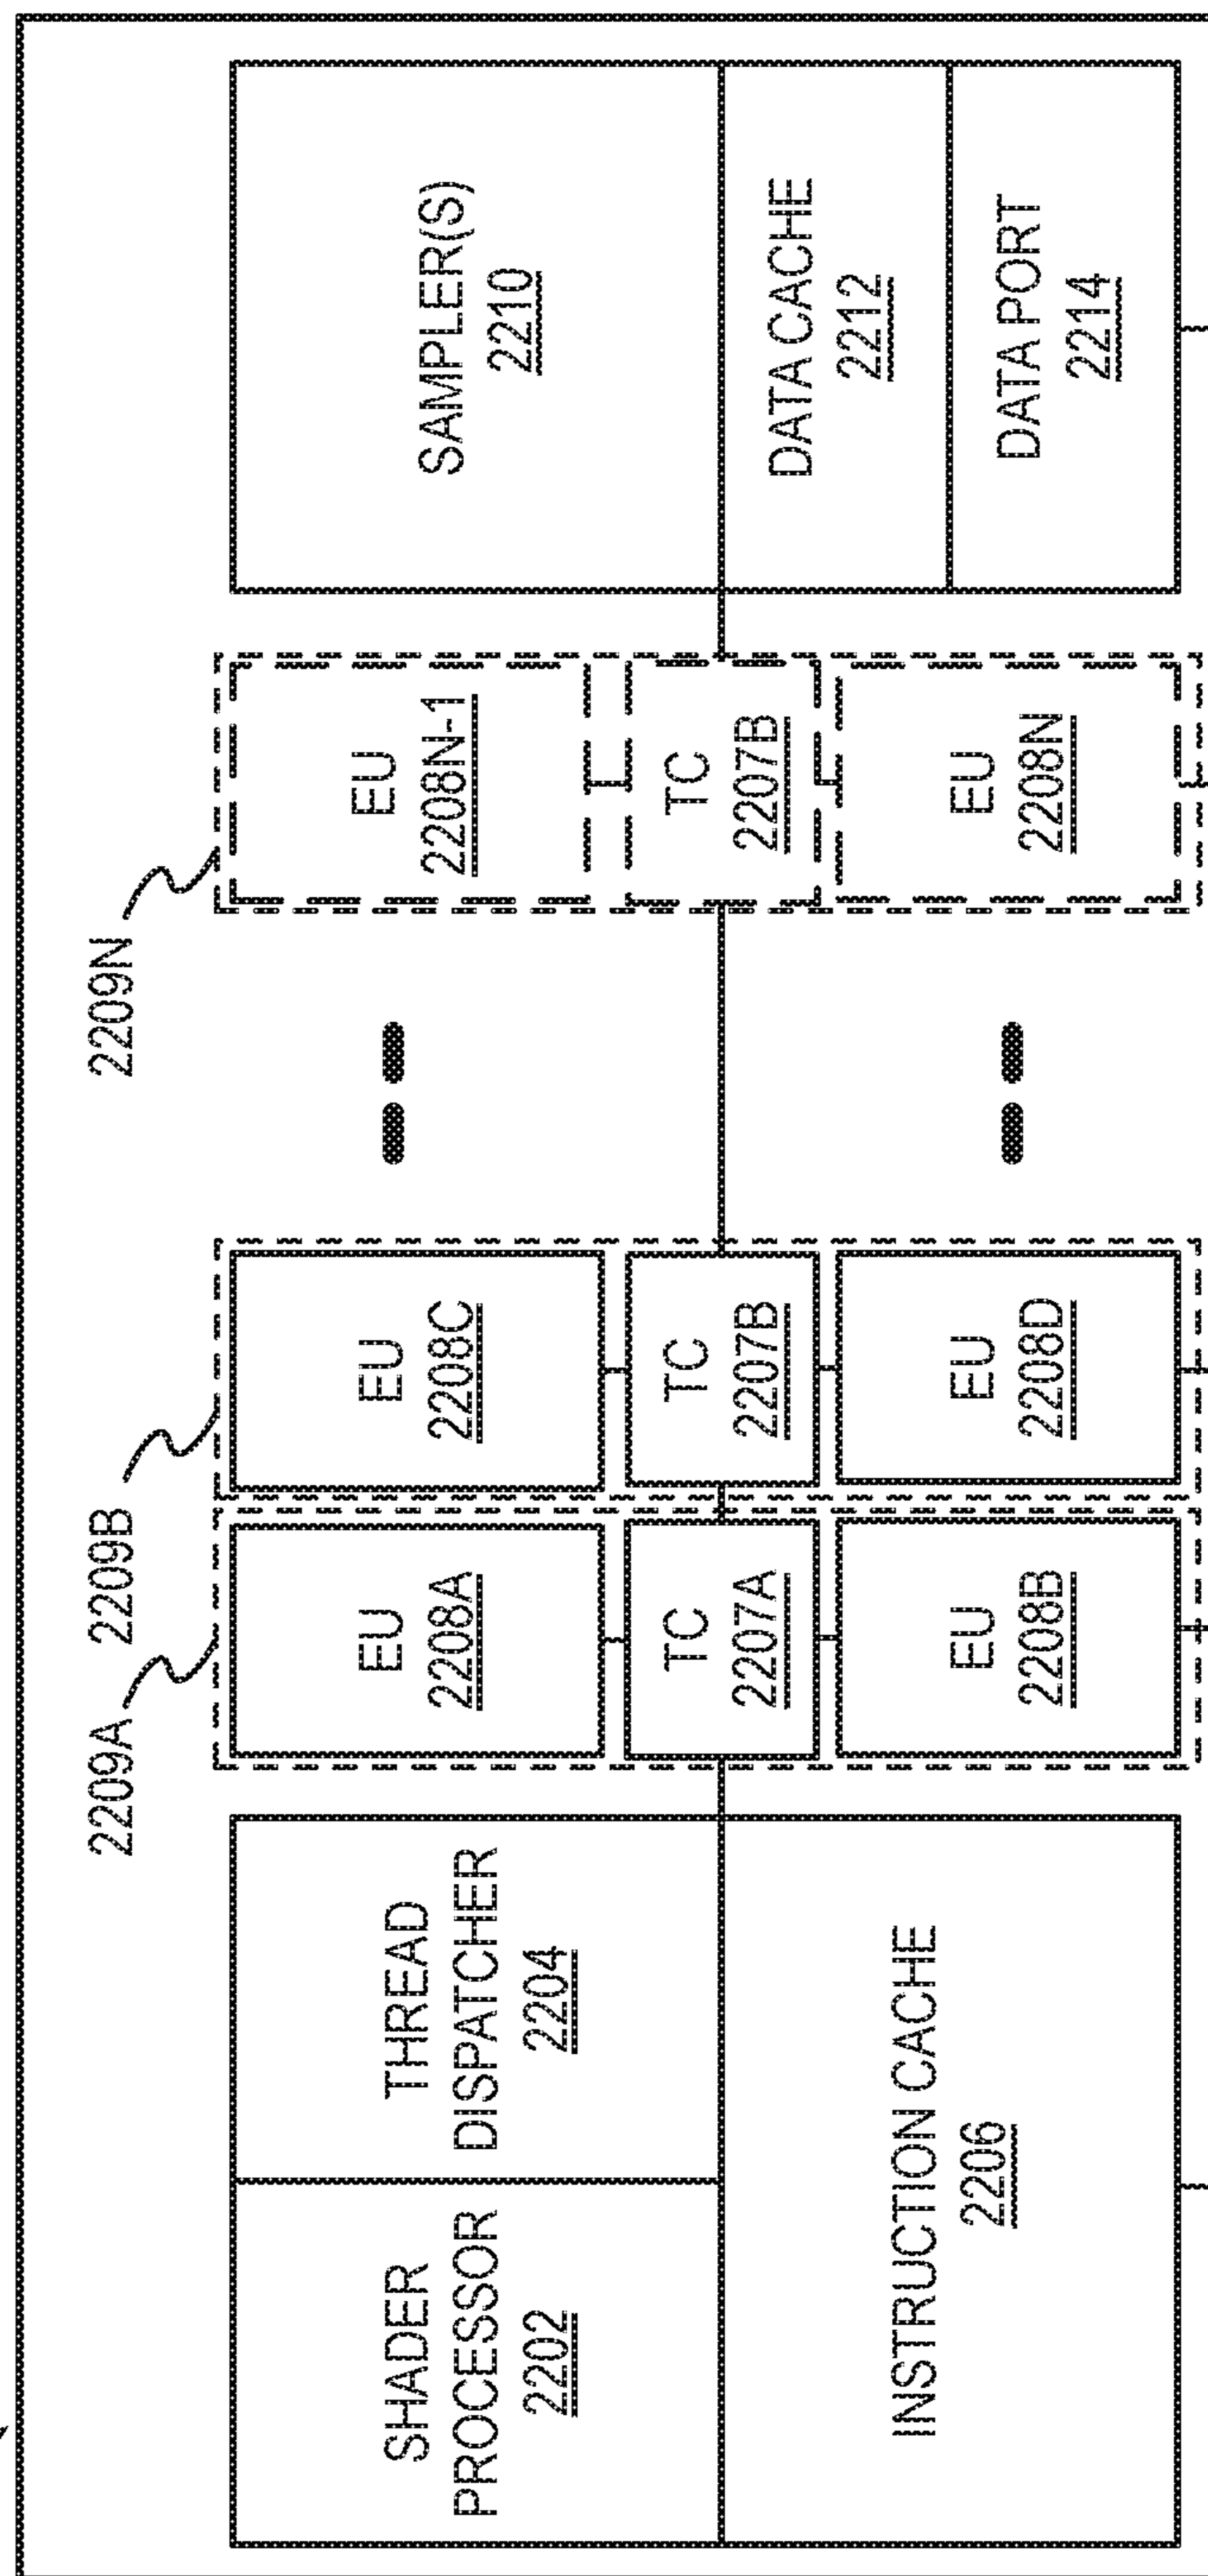 2209A
2209B
2209N
SHADER
PROCESSOR
2202
THREAD
DISPATCHER
2204
INSTRUCTION CACHE
2206
EU
2208A
TC
2207A
EU
2208B
EU
2208C
TC
2207B
EU
2208D
EU
2208N-1
TC
2207B
EU
2208N
SAMPLER(S)
2210
DATA CACHE
2212
DATA PORT
2214